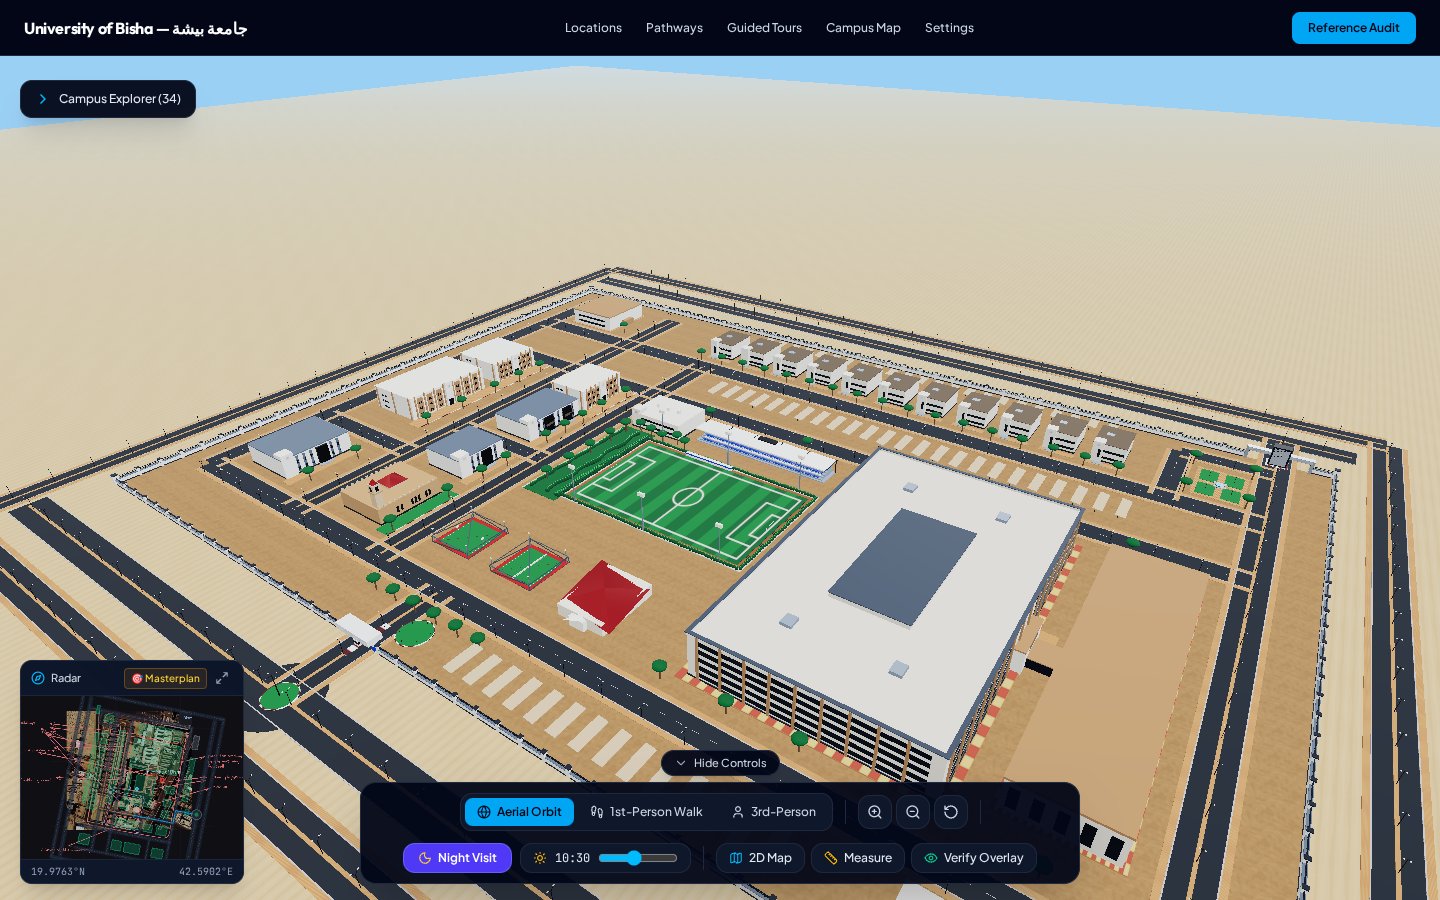 University of Bisha — جامعة بيشة
Locations
Pathways
Guided Tours
Campus Map
Settings
Reference Audit
Campus Explorer (34)
Radar
🎯 Masterplan
19.9763°N
42.5902°E
Hide Controls
Aerial Orbit
1st-Person Walk
3rd-Person
Night Visit
10:30
2D Map
Measure
Verify Overlay